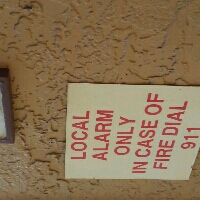 LOCAL
ALARM
ONLY
IN CASE OF
FIRE DIAL
911